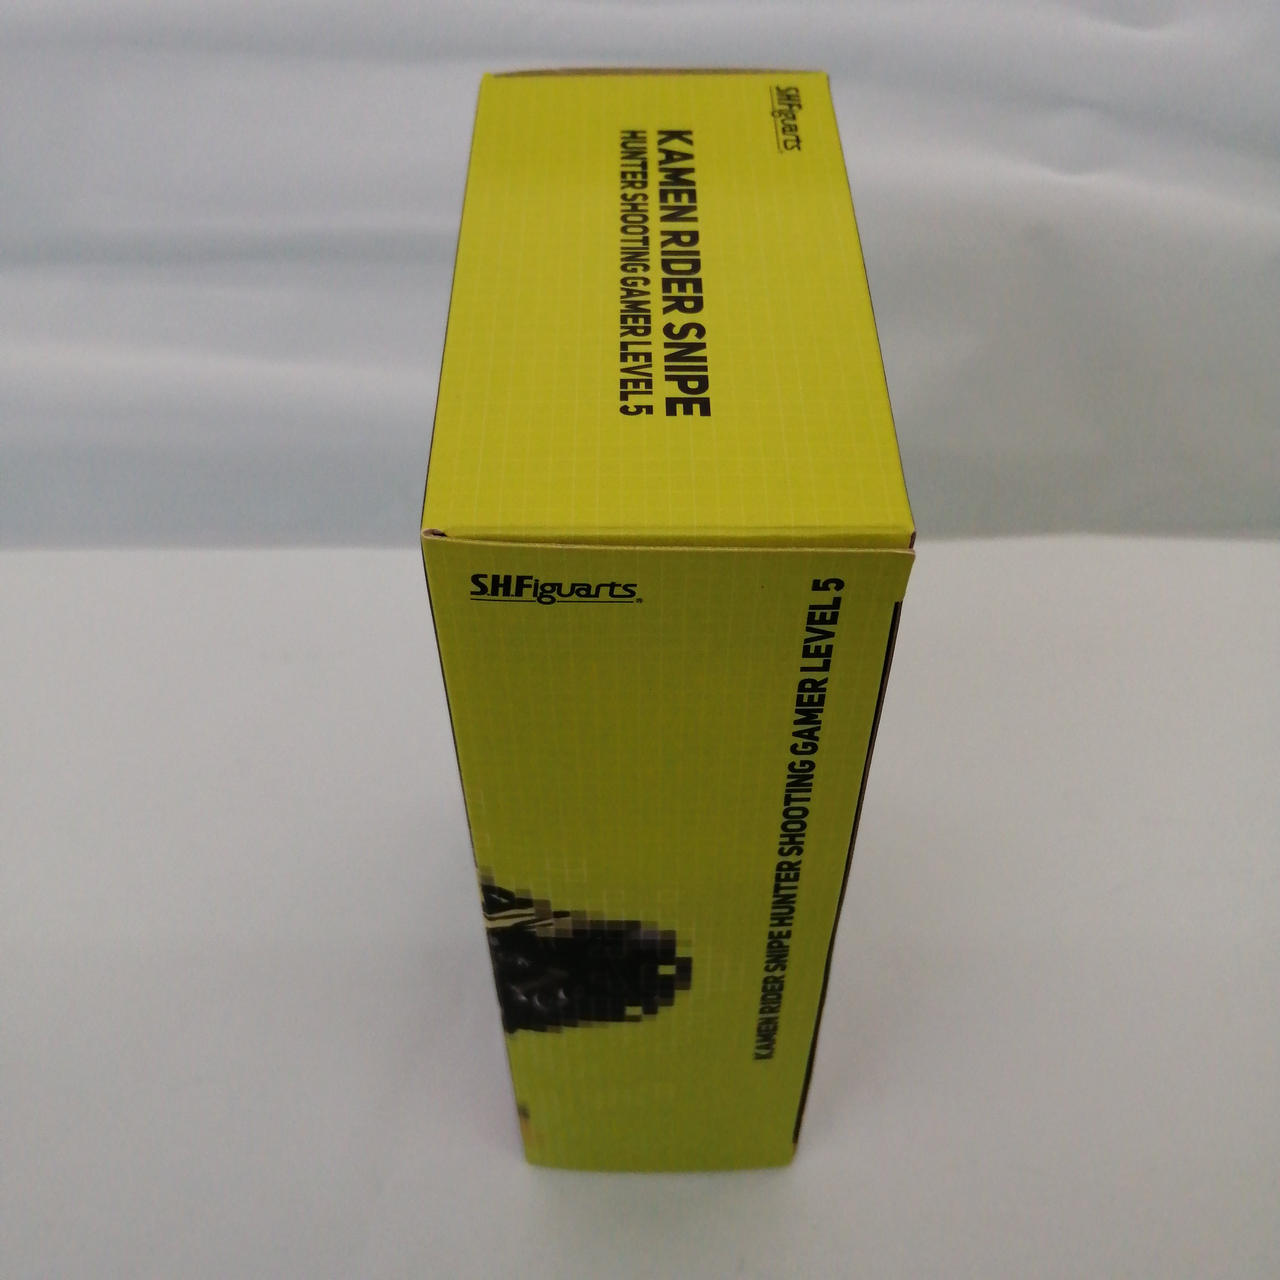 S.H.Figuarts
KAMEN RIDER SNIPE
HUNTER SHOOTING GAMER LEVEL 5
S.H.Figuarts®
KAMEN RIDER SNIPE HUNTER SHOOTING GAMER LEVEL 5